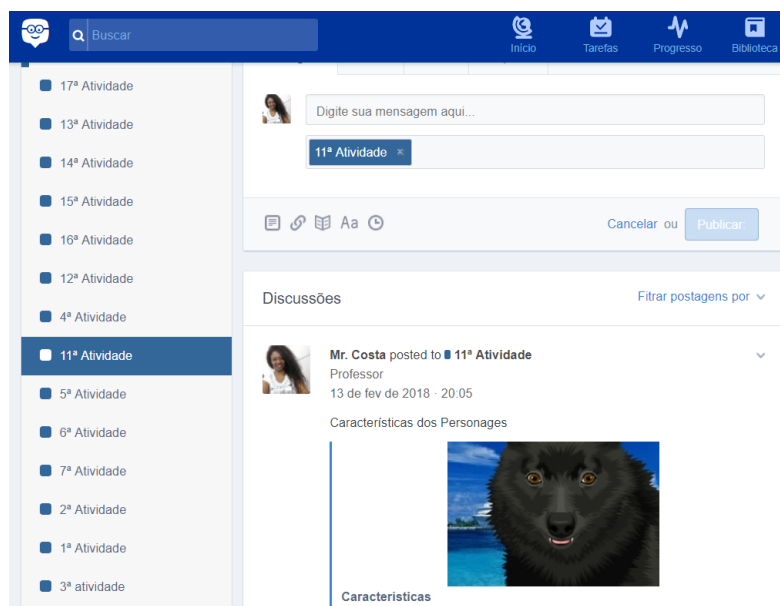 Buscar
Início
Tarefas
Progresso
Biblioteca
17ª Atividade
13ª Atividade
14ª Atividade
15ª Atividade
16ª Atividade
12ª Atividade
4ª Atividade
11ª Atividade
5ª Atividade
6ª Atividade
7ª Atividade
2ª Atividade
1ª Atividade
3ª atividade
Digite sua mensagem aqui...
11ª Atividade ×
Aa
Cancelar ou Publicar
Discussões
Fitrar postagens por
Mr. Costa posted to 11ª Atividade
Professor
13 de fev de 2018 · 20:05
Características dos Personages
Caracteristicas